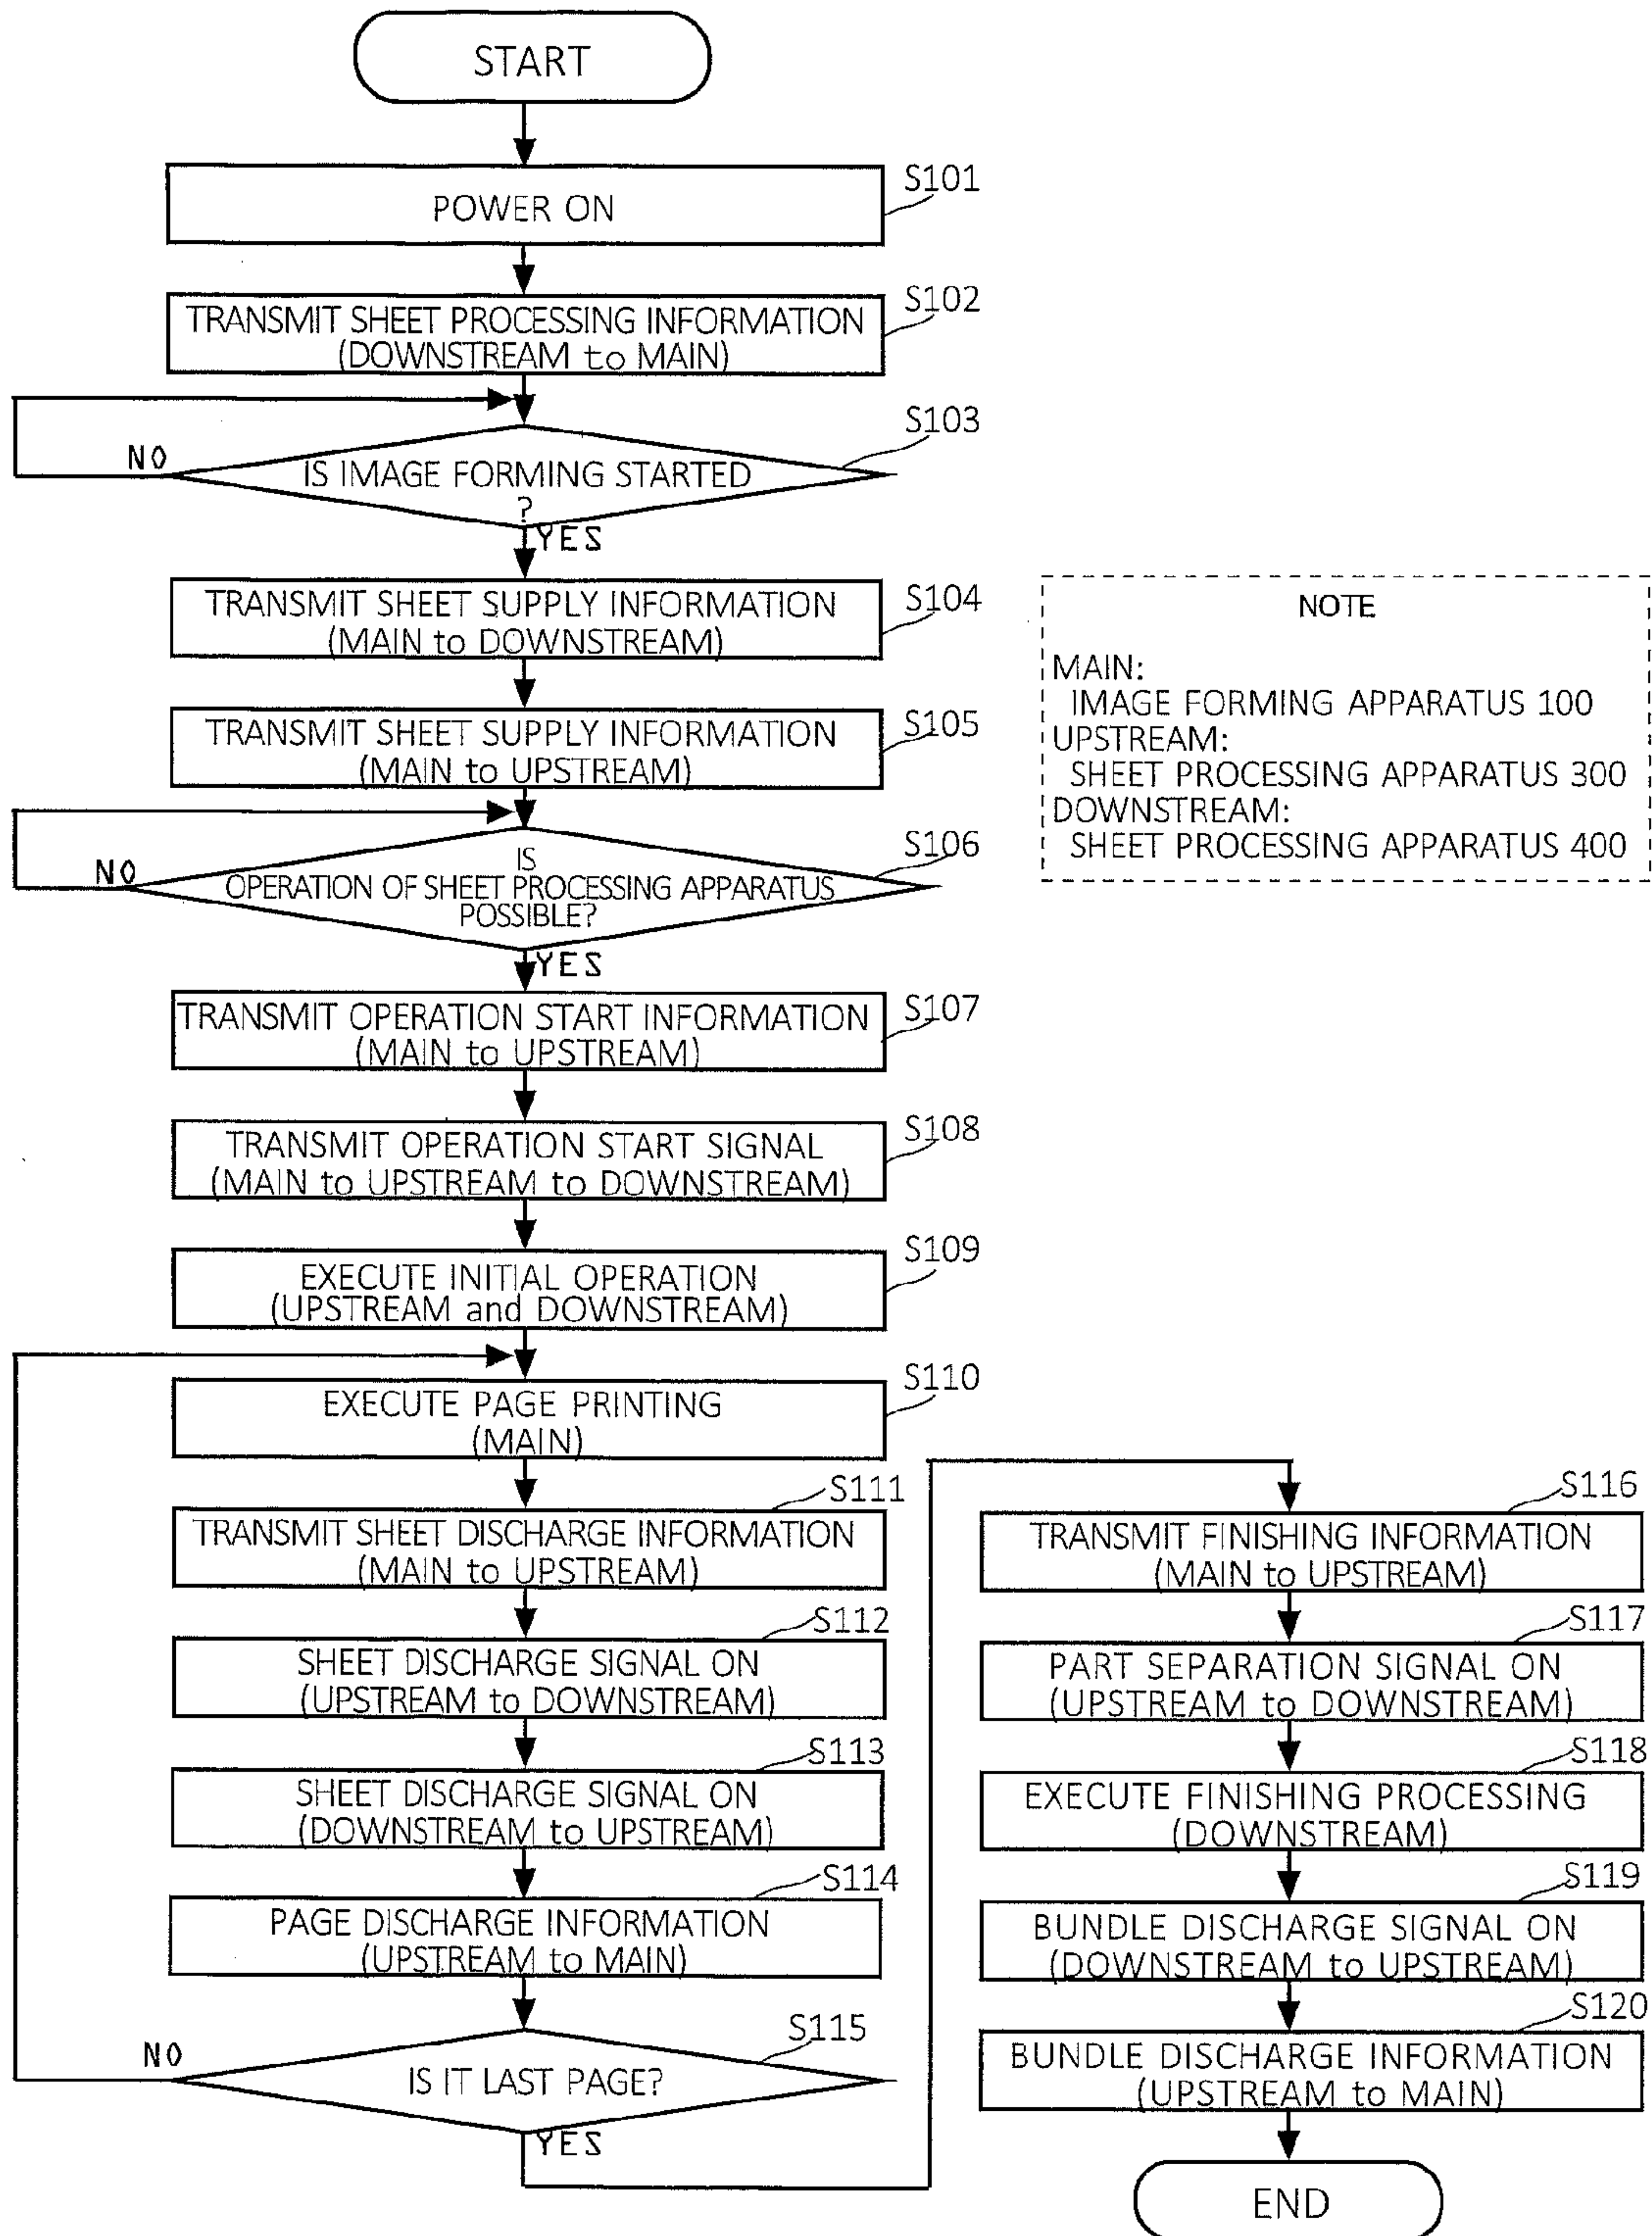 START
S101
POWER ON
S102
TRANSMIT SHEET PROCESSING INFORMATION
(DOWNSTREAM to MAIN)
S103
NO
IS IMAGE FORMING STARTED
?
YES
S104
TRANSMIT SHEET SUPPLY INFORMATION
(MAIN to DOWNSTREAM)
S105
TRANSMIT SHEET SUPPLY INFORMATION
(MAIN to UPSTREAM)
S106
NO
IS
OPERATION OF SHEET PROCESSING APPARATUS
POSSIBLE?
YES
S107
TRANSMIT OPERATION START INFORMATION
(MAIN to UPSTREAM)
S108
TRANSMIT OPERATION START SIGNAL
(MAIN to UPSTREAM to DOWNSTREAM)
S109
EXECUTE INITIAL OPERATION
(UPSTREAM and DOWNSTREAM)
S110
EXECUTE PAGE PRINTING
(MAIN)
S111
TRANSMIT SHEET DISCHARGE INFORMATION
(MAIN to UPSTREAM)
S112
SHEET DISCHARGE SIGNAL ON
(UPSTREAM to DOWNSTREAM)
S113
SHEET DISCHARGE SIGNAL ON
(DOWNSTREAM to UPSTREAM)
S114
PAGE DISCHARGE INFORMATION
(UPSTREAM to MAIN)
S115
NO
IS IT LAST PAGE?
YES
NOTE
MAIN:
IMAGE FORMING APPARATUS 100
UPSTREAM:
SHEET PROCESSING APPARATUS 300
DOWNSTREAM:
SHEET PROCESSING APPARATUS 400
S116
TRANSMIT FINISHING INFORMATION
(MAIN to UPSTREAM)
S117
PART SEPARATION SIGNAL ON
(UPSTREAM to DOWNSTREAM)
S118
EXECUTE FINISHING PROCESSING
(DOWNSTREAM)
S119
BUNDLE DISCHARGE SIGNAL ON
(DOWNSTREAM to UPSTREAM)
S120
BUNDLE DISCHARGE INFORMATION
(UPSTREAM to MAIN)
END